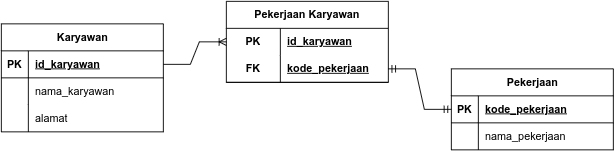 Karyawan
PK id_karyawan
nama_karyawan
alamat
Pekerjaan Karyawan
PK id_karyawan
FK kode_pekerjaan
Pekerjaan
PK kode_pekerjaan
nama_pekerjaan